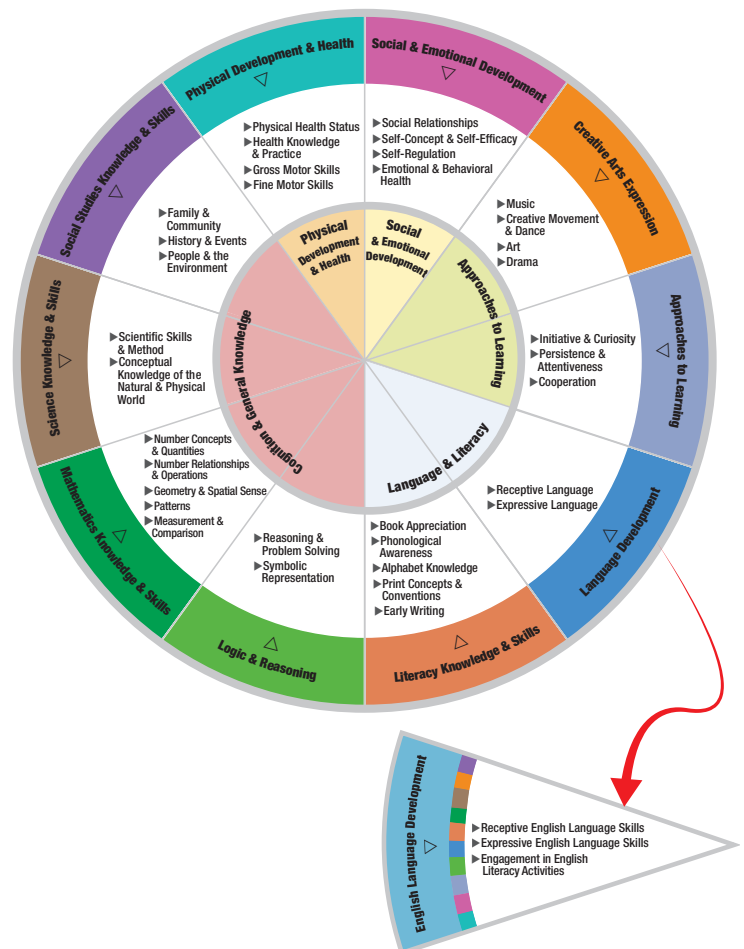 Physical Development & Health
▶Physical Health Status
▶Health Knowledge
& Practice
▶Gross Motor Skills
▶Fine Motor Skills
Social & Emotional Development
▶Social Relationships
▶Self-Concept & Self-Efficacy
▶Self-Regulation
▶Emotional & Behavioral
Health
Creative Arts Expression
▶Music
▶Creative Movement
& Dance
▶Art
▶Drama
Approaches to Learning
▶Initiative & Curiosity
▶Persistence &
Attentiveness
▶Cooperation
Language Development
▶Receptive Language
▶Expressive Language
Literacy Knowledge & Skills
▶Book Appreciation
▶Phonological
Awareness
▶Alphabet Knowledge
▶Print Concepts &
Conventions
▶Early Writing
Logic & Reasoning
▶Reasoning &
Problem Solving
▶Symbolic
Representation
Mathematics Knowledge & Skills
▶Number Concepts
& Quantities
▶Number Relationships
& Operations
▶Geometry & Spatial Sense
▶Patterns
▶Measurement &
Comparison
Science Knowledge & Skills
▶Scientific Skills
& Method
▶Conceptual
Knowledge of the
Natural & Physical
World
Social Studies Knowledge & Skills
▶Family &
Community
▶History & Events
▶People & the
Environment
Physical
Development
& Health
Social
& Emotional
Development
Approaches to Learning
Language & Literacy
Cognition & General Knowledge
English Language Development
▶Receptive English Language Skills
▶Expressive English Language Skills
▶Engagement in English
Literacy Activities